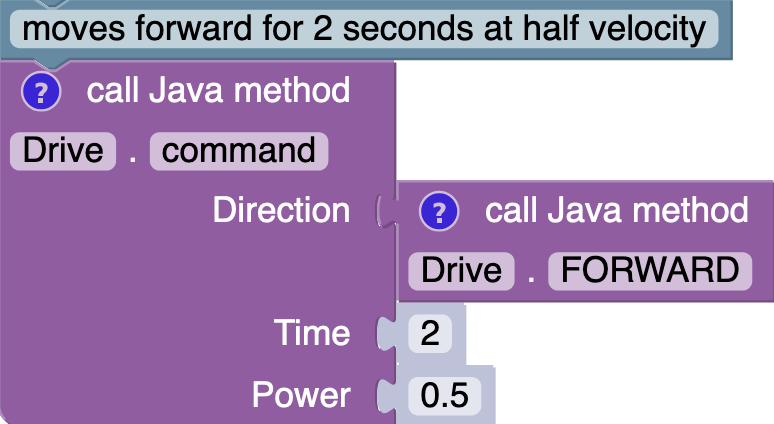 moves forward for 2 seconds at half velocity
? call Java method
Drive . command
Direction ? call Java method
Drive . FORWARD
Time 2
Power 0.5